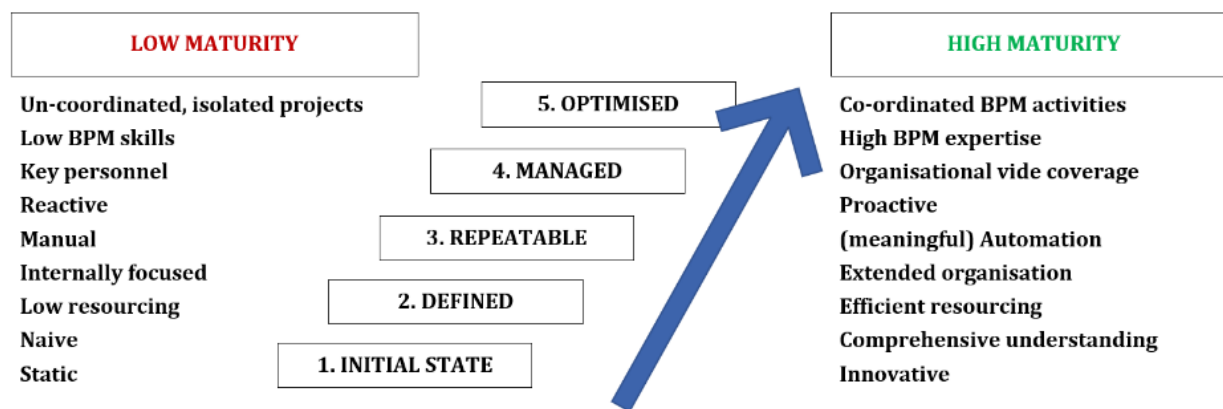 LOW MATURITY
Un-coordinated, isolated projects
Low BPM skills
Key personnel
Reactive
Manual
Internally focused
Low resourcing
Naive
Static
5. OPTIMISED
4. MANAGED
3. REPEATABLE
2. DEFINED
1. INITIAL STATE
HIGH MATURITY
Co-ordinated BPM activities
High BPM expertise
Organisational vide coverage
Proactive
(meaningful) Automation
Extended organisation
Efficient resourcing
Comprehensive understanding
Innovative